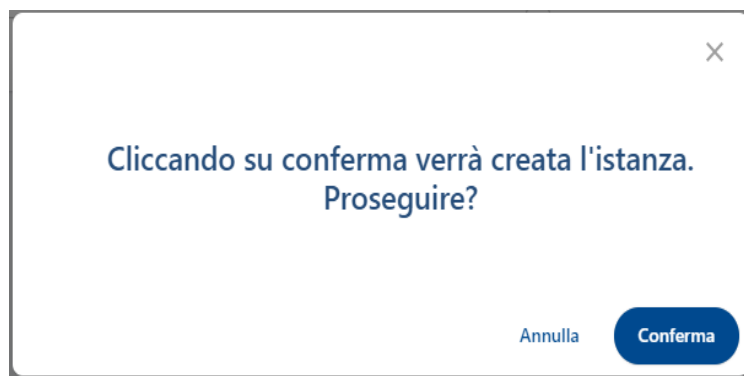 Cliccando su conferma verrà creata l'istanza.
Proseguire?
Annulla
Conferma